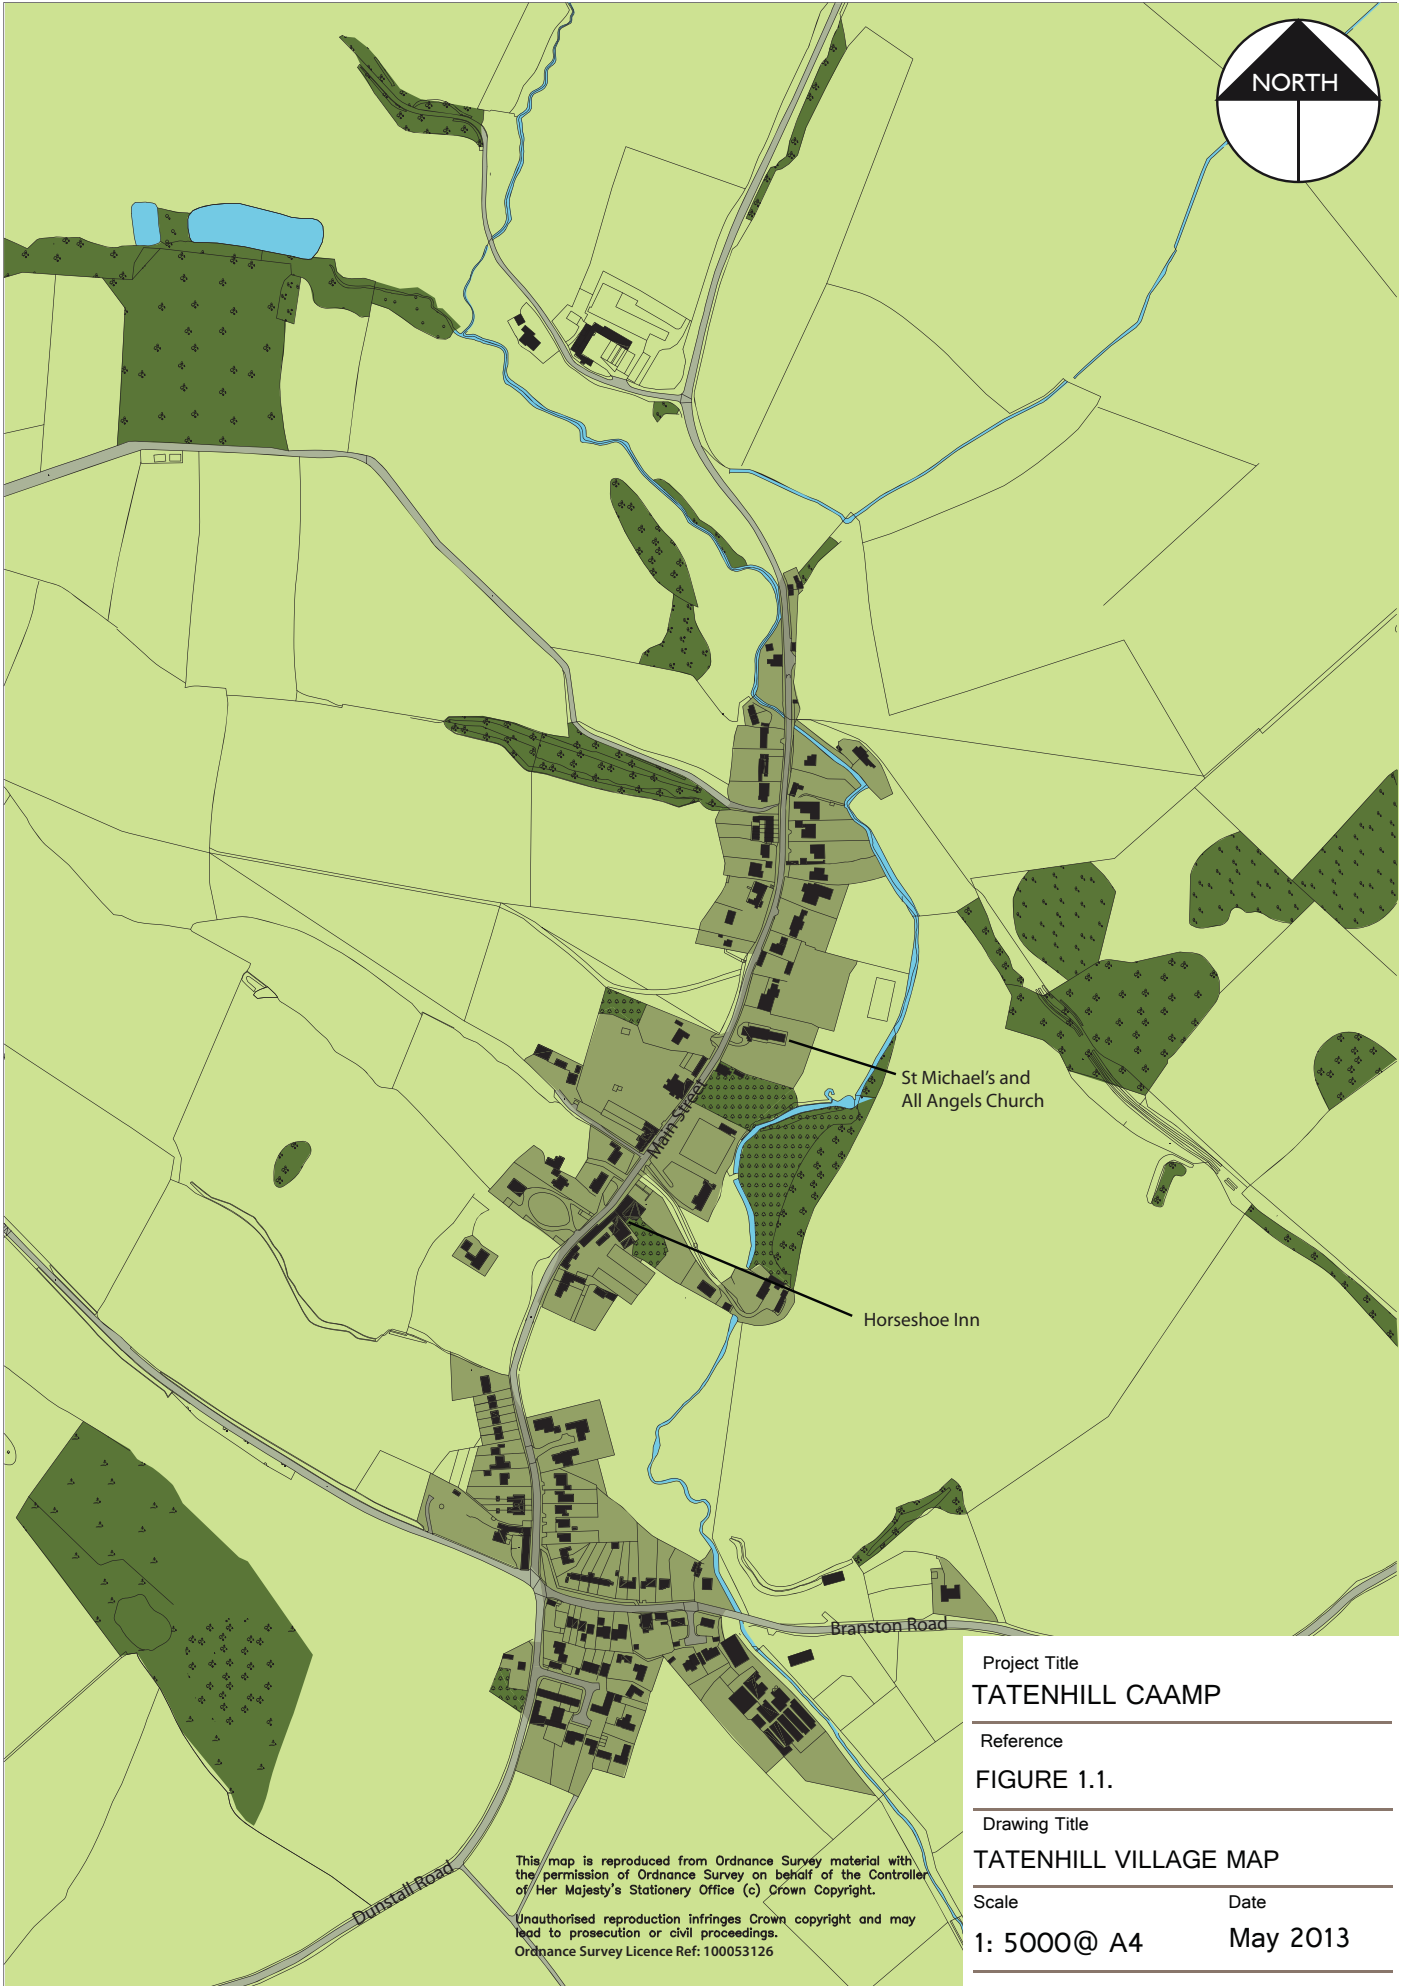 NORTH
St Michael's and
All Angels Church
Main Street
Horseshoe Inn
Branston Road
Dunstall Road
This map is reproduced from Ordnance Survey material with
the permission of Ordnance Survey on behalf of the Controller
of Her Majesty's Stationery Office (c) Crown Copyright.
Unauthorised reproduction infringes Crown copyright and may
lead to prosecution or civil proceedings.
Ordnance Survey Licence Ref: 100053126
Project Title
TATENHILL CAAMP
Reference
FIGURE 1.1.
Drawing Title
TATENHILL VILLAGE MAP
Scale Date
1: 5000@ A4 May 2013